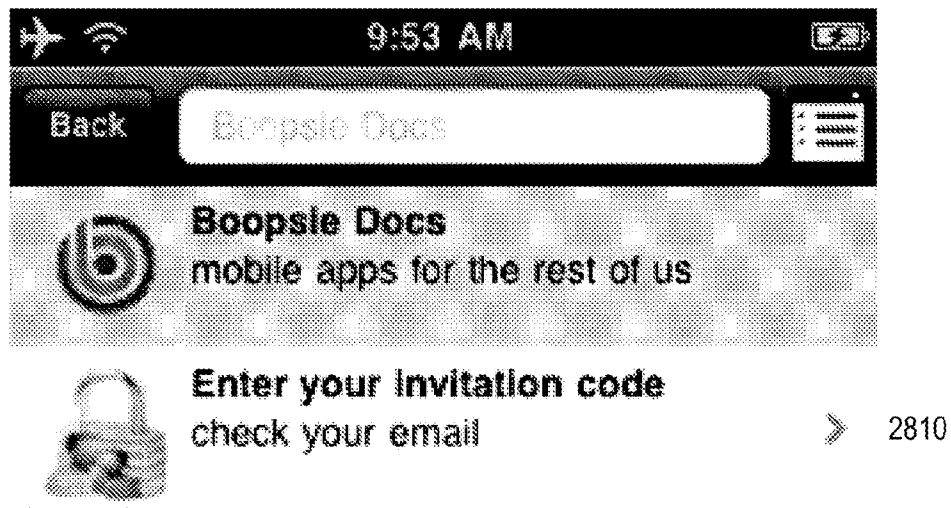 9:53 AM
Back
Boopsie Docs
Boopsie Docs
mobile apps for the rest of us
Enter your invitation code
check your email
2810